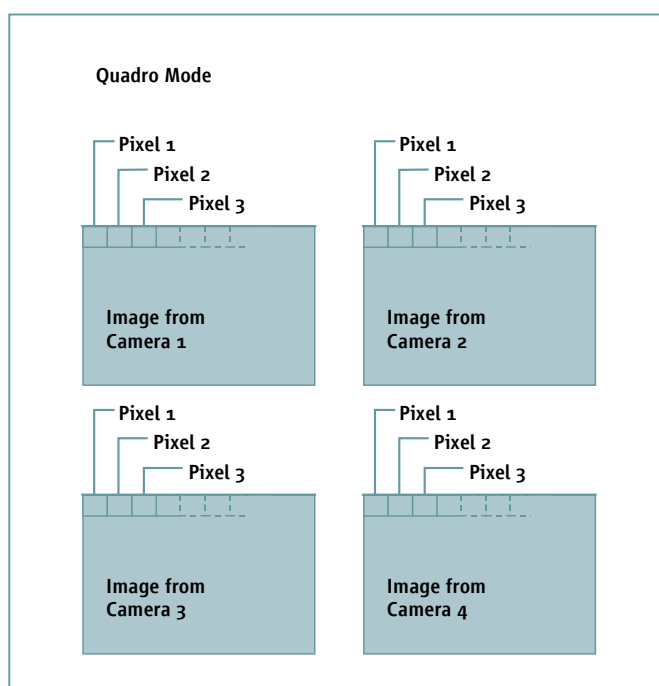 Quadro Mode
Pixel 1
Pixel 2
Pixel 3
Image from
Camera 1
Pixel 1
Pixel 2
Pixel 3
Image from
Camera 2
Pixel 1
Pixel 2
Pixel 3
Image from
Camera 3
Pixel 1
Pixel 2
Pixel 3
Image from
Camera 4